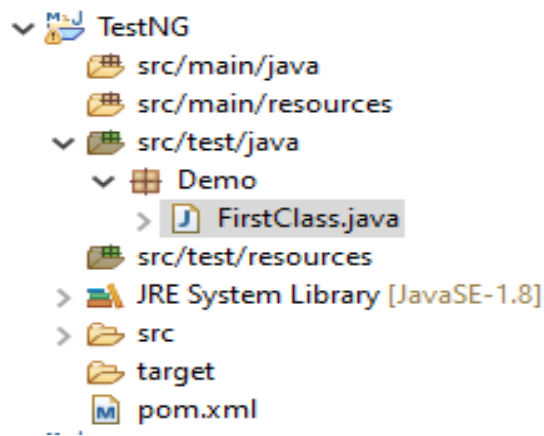 TestNG
src/main/java
src/main/resources
src/test/java
Demo
FirstClass.java
src/test/resources
JRE System Library [JavaSE-1.8]
src
target
pom.xml